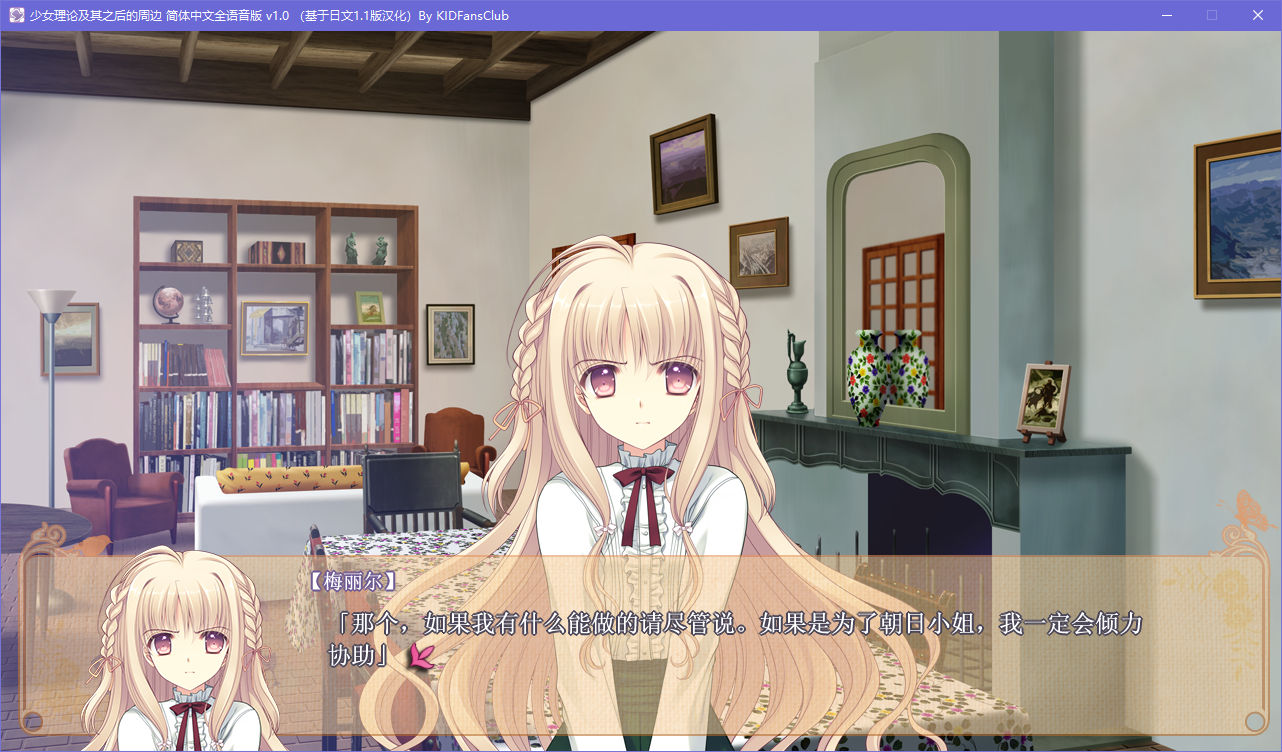 少女理论及其之后的周边 简体中文全语音版 v1.0 （基于日文1.1版汉化）By KIDFansClub
【梅丽尔】
「那个，如果我有什么能做的请尽管说。如果是为了朝日小姐，我一定会倾力
协助」